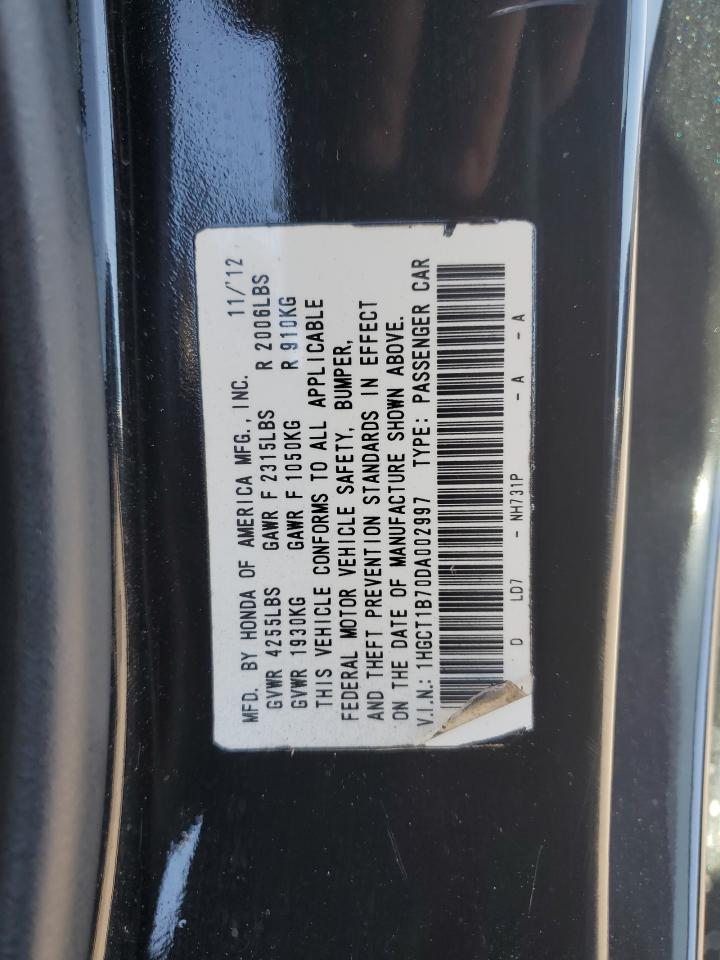 MFD. BY HONDA OF AMERICA MFG., INC. 11/'12
GVWR 4255LBS GAWR F 2315LBS R 2006LBS
GVWR 1930KG GAWR F 1050KG R 910KG
THIS VEHICLE CONFORMS TO ALL APPLICABLE
FEDERAL MOTOR VEHICLE SAFETY, BUMPER,
AND THEFT PREVENTION STANDARDS IN EFFECT
ON THE DATE OF MANUFACTURE SHOWN ABOVE.
V.I.N.: 1HGCT1B70DA002997 TYPE: PASSENGER CAR
D LD7 - NH731P - A - A